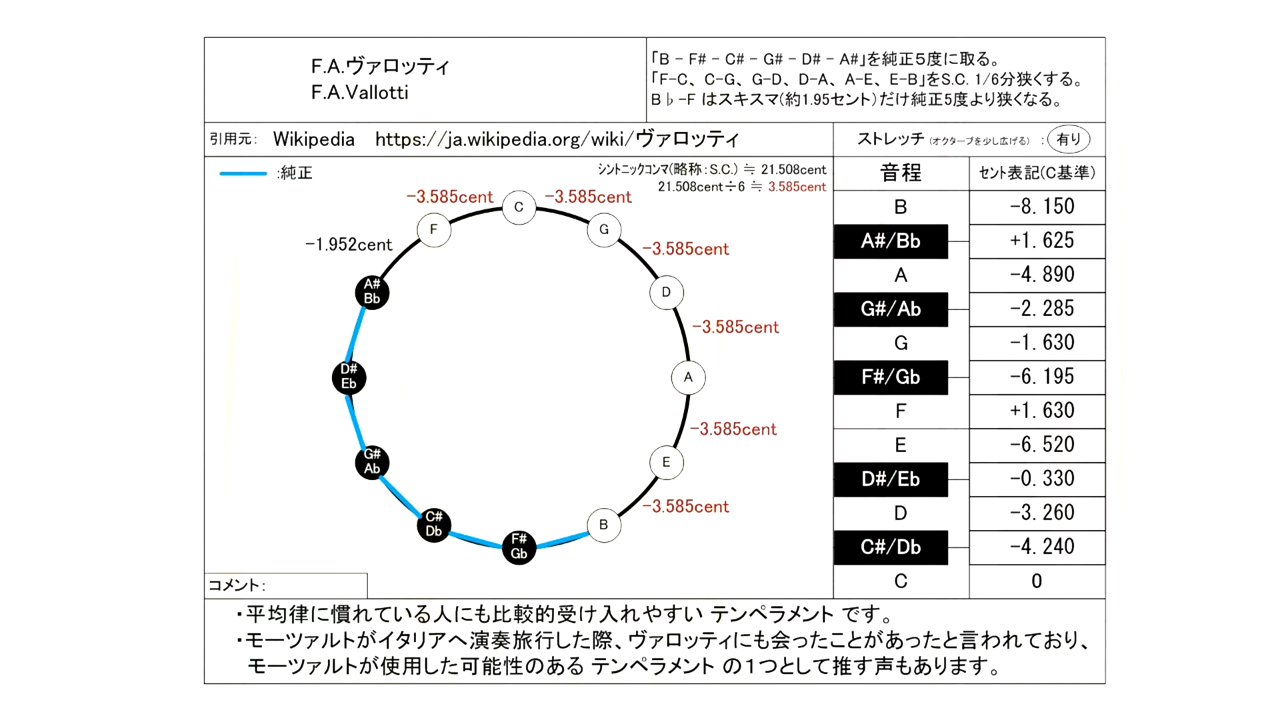 F.A.ヴァロッティ
F.A.Vallotti
「B - F# - C# - G# - D# - A#」を純正5度に取る。
「F-C、C-G、G-D、D-A、A-E、E-B」をS.C. 1/6分狭くする。
B♭-F はスキスマ(約1.95セント)だけ純正5度より狭くなる。
引用元: Wikipedia https://ja.wikipedia.org/wiki/ヴァロッティ
ストレッチ (オクターブを少し広げる) : 有り
:純正
シントニックコンマ(略称:S.C.) ≒ 21.508cent
21.508cent÷6 ≒ 3.585cent
-3.585cent
-3.585cent
C
F
G
-1.952cent
-3.585cent
A#
Bb
D
-3.585cent
D#
Eb
A
-3.585cent
G#
Ab
E
-3.585cent
C#
Db
B
F#
Gb
音程 セント表記(C基準)
B -8.150
A#/Bb +1.625
A -4.890
G#/Ab -2.285
G -1.630
F#/Gb -6.195
F +1.630
E -6.520
D#/Eb -0.330
D -3.260
C#/Db -4.240
C 0
コメント:
・平均律に慣れている人にも比較的受け入れやすい テンペラメント です。
・モーツァルトがイタリアへ演奏旅行した際、ヴァロッティにも会ったことがあったと言われており、
モーツァルトが使用した可能性のある テンペラメント の1つとして推す声もあります。